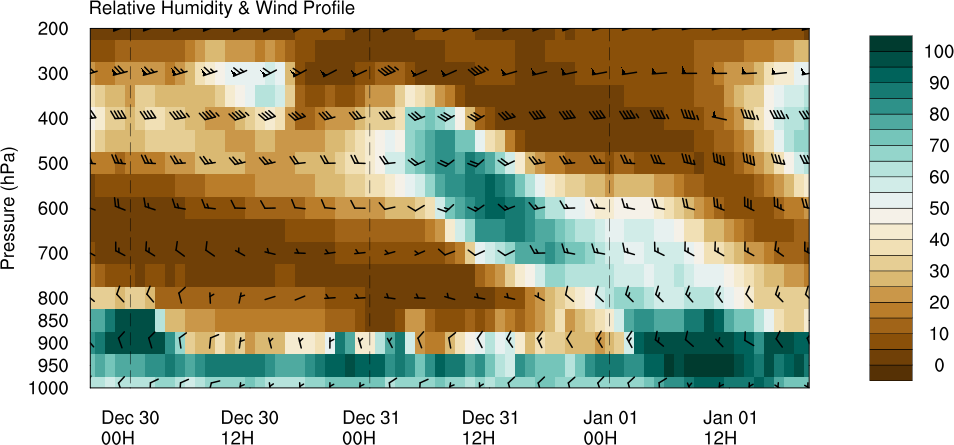 Relative Humidity & Wind Profile
Pressure (hPa)
200
300
400
500
600
700
800
850
900
950
1000
Dec 30 00H
Dec 30 12H
Dec 31 00H
Dec 31 12H
Jan 01 00H
Jan 01 12H
100
90
80
70
60
50
40
30
20
10
0